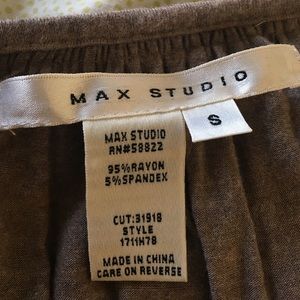 MAX STUDIO
S
MAX STUDIO
RN#58822
95%RAYON
5%SPANDEX
CUT:31918
STYLE
1711H78
MADE IN CHINA
CARE ON REVERSE